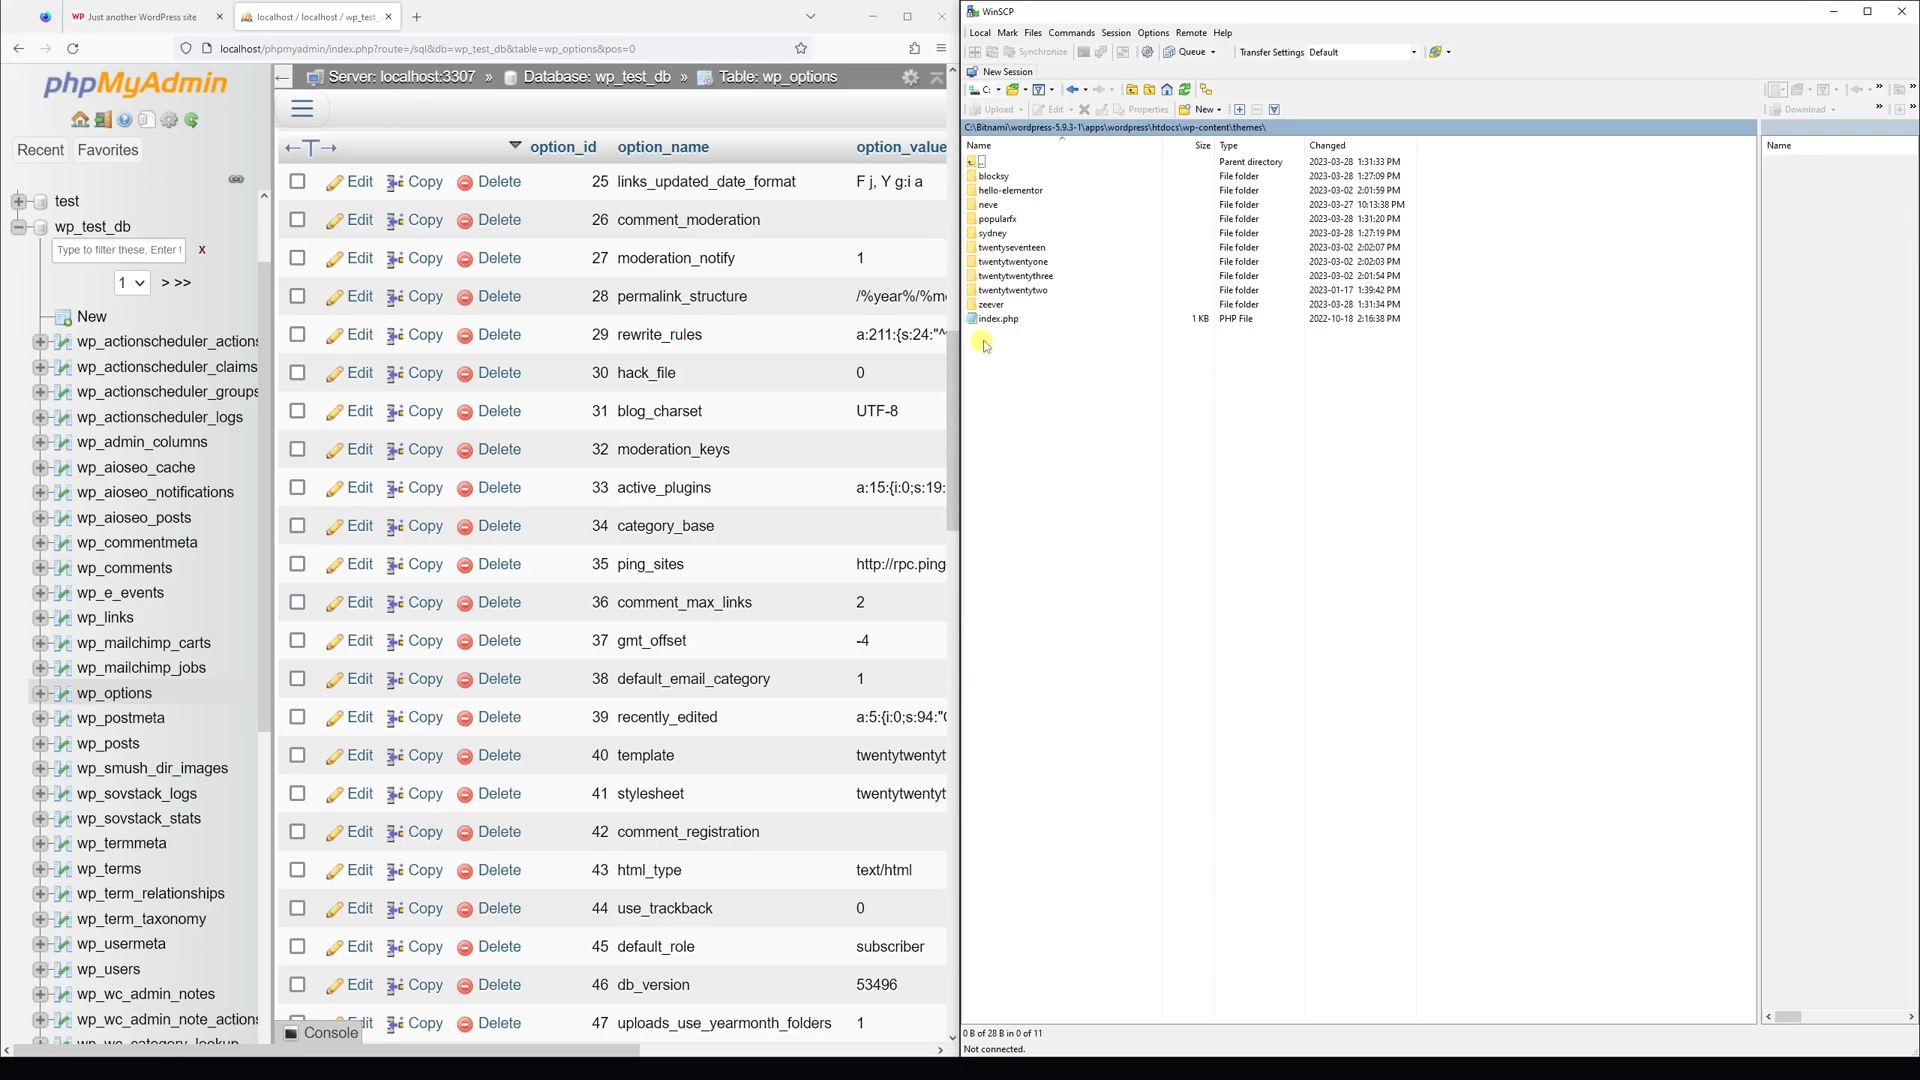 WP Just another WordPress site
localhost / localhost / wp_test_
localhost/phpmyadmin/index.php?route=/sql&db=wp_test_db&table=wp_options&pos=0
phpMyAdmin
Recent
Favorites
test
wp_test_db
Type to filter these, Enter t
X
1
> >>
New
wp_actionscheduler_actions
wp_actionscheduler_claims
wp_actionscheduler_groups
wp_actionscheduler_logs
wp_admin_columns
wp_aioseo_cache
wp_aioseo_notifications
wp_aioseo_posts
wp_commentmeta
wp_comments
wp_e_events
wp_links
wp_mailchimp_carts
wp_mailchimp_jobs
wp_options
wp_postmeta
wp_posts
wp_smush_dir_images
wp_sovstack_logs
wp_sovstack_stats
wp_termmeta
wp_terms
wp_term_relationships
wp_term_taxonomy
wp_usermeta
wp_users
wp_wc_admin_notes
wp_wc_admin_note_actions
wp_wc_category_lookup
Server: localhost:3307 » Database: wp_test_db » Table: wp_options
option_id option_name option_value
Edit Copy Delete 25 links_updated_date_format F j, Y g:i a
Edit Copy Delete 26 comment_moderation
Edit Copy Delete 27 moderation_notify 1
Edit Copy Delete 28 permalink_structure /%year%/%m
Edit Copy Delete 29 rewrite_rules a:211:{s:24:"^
Edit Copy Delete 30 hack_file 0
Edit Copy Delete 31 blog_charset UTF-8
Edit Copy Delete 32 moderation_keys
Edit Copy Delete 33 active_plugins a:15:{i:0;s:19:
Edit Copy Delete 34 category_base
Edit Copy Delete 35 ping_sites http://rpc.ping
Edit Copy Delete 36 comment_max_links 2
Edit Copy Delete 37 gmt_offset -4
Edit Copy Delete 38 default_email_category 1
Edit Copy Delete 39 recently_edited a:5:{i:0;s:94:"
Edit Copy Delete 40 template twentytwentyt
Edit Copy Delete 41 stylesheet twentytwentyt
Edit Copy Delete 42 comment_registration
Edit Copy Delete 43 html_type text/html
Edit Copy Delete 44 use_trackback 0
Edit Copy Delete 45 default_role subscriber
Edit Copy Delete 46 db_version 53496
Edit Copy Delete 47 uploads_use_yearmonth_folders 1
Console
WinSCP
Local Mark Files Commands Session Options Remote Help
Synchronize Queue Transfer Settings Default
New Session
C:
Upload Edit Properties New Download
C:\Bitnami\wordpress-5.9.3-1\apps\wordpress\htdocs\wp-content\themes\
Name Size Type Changed Name
.. Parent directory 2023-03-28 1:31:33 PM
blocksy File folder 2023-03-28 1:27:09 PM
hello-elementor File folder 2023-03-02 2:01:59 PM
neve File folder 2023-03-27 10:13:38 PM
popularfx File folder 2023-03-28 1:31:20 PM
sydney File folder 2023-03-28 1:27:19 PM
twentyseventeen File folder 2023-03-02 2:02:07 PM
twentytwentyone File folder 2023-03-02 2:02:03 PM
twentytwentythree File folder 2023-03-02 2:01:54 PM
twentytwentytwo File folder 2023-01-17 1:39:42 PM
zeever File folder 2023-03-28 1:31:34 PM
index.php 1 KB PHP File 2022-10-18 2:16:38 PM
0 B of 28 B in 0 of 11
Not connected.